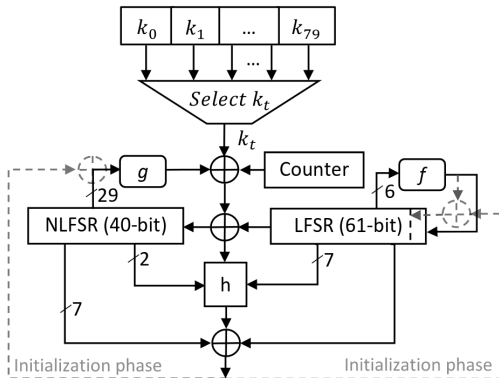 k0 k1 ... k79
...
Select kt
kt
g Counter f
29 6
NLFSR (40-bit) LFSR (61-bit)
2 7
h
7
Initialization phase Initialization phase